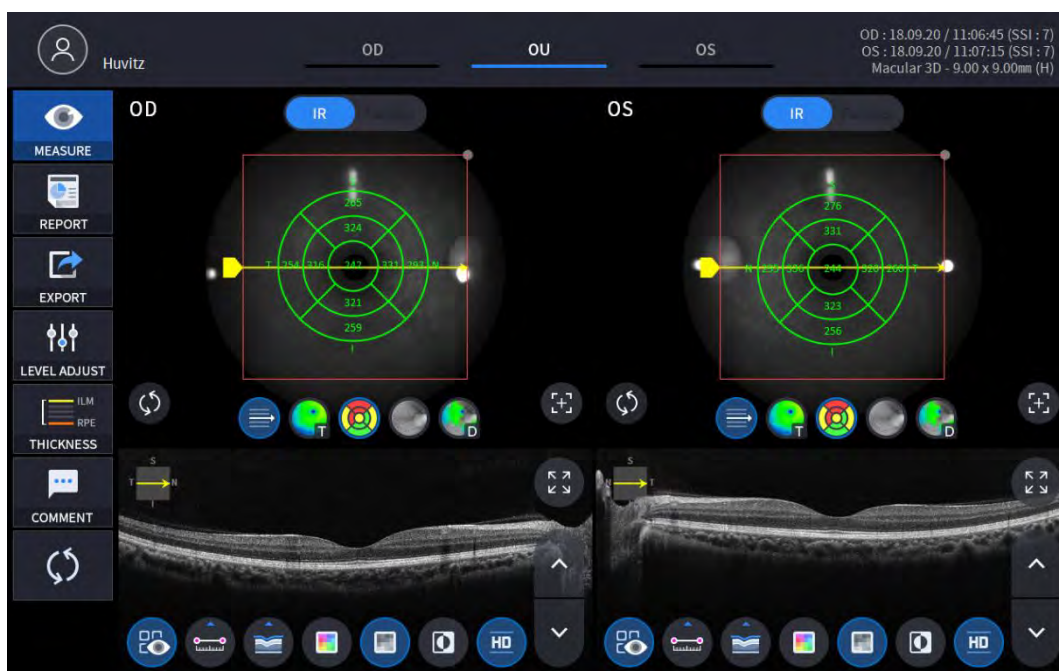 Huvitz
OD
OU
OS
OD : 18.09.20 / 11:06:45 (SSI : 7)
OS : 18.09.20 / 11:07:15 (SSI : 7)
Macular 3D - 9.00 x 9.00mm (H)
MEASURE
REPORT
EXPORT
LEVEL ADJUST
ILM
RPE
THICKNESS
COMMENT
OD
IR
265
324
T 254 316 242 321 293 N
321
259
I
T
D
OS
IR
276
331
N 244 T
323
256
I
T
D
S
T N
I
HD
S
N T
HD